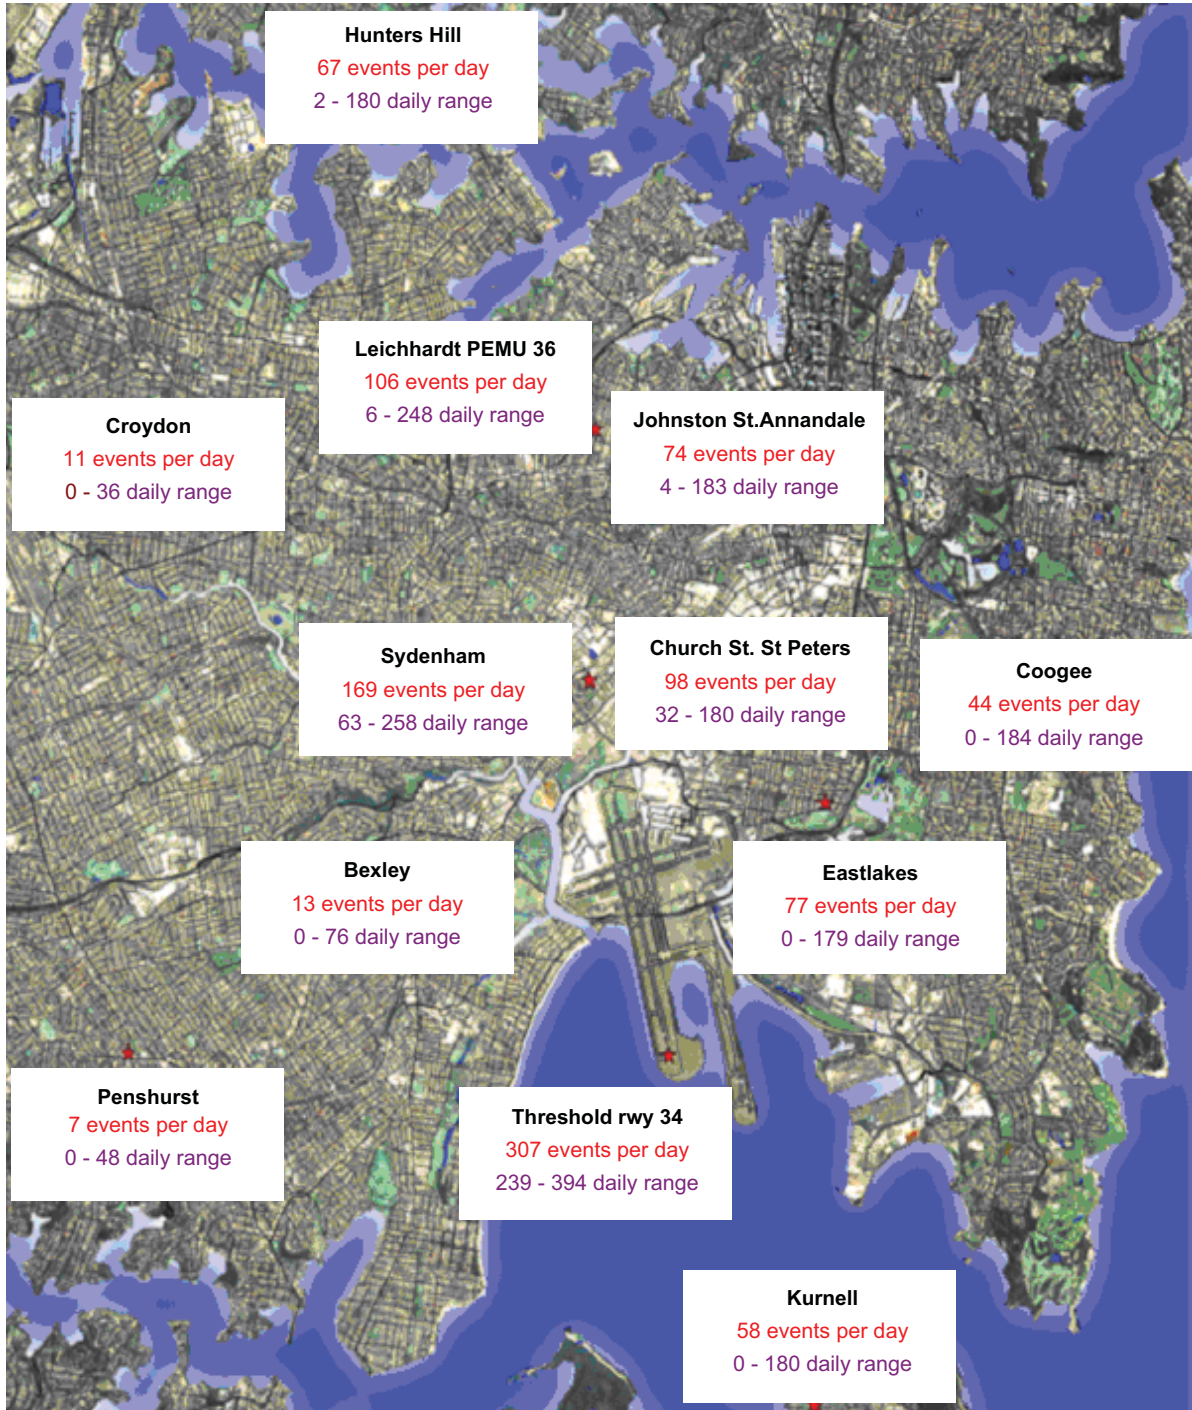 Hunters Hill
67 events per day
2 - 180 daily range
Leichhardt PEMU 36
106 events per day
6 - 248 daily range
Johnston St.Annandale
74 events per day
4 - 183 daily range
Croydon
11 events per day
0 - 36 daily range
Sydenham
169 events per day
63 - 258 daily range
Church St. St Peters
98 events per day
32 - 180 daily range
Coogee
44 events per day
0 - 184 daily range
Bexley
13 events per day
0 - 76 daily range
Eastlakes
77 events per day
0 - 179 daily range
Penshurst
7 events per day
0 - 48 daily range
Threshold rwy 34
307 events per day
239 - 394 daily range
Kurnell
58 events per day
0 - 180 daily range